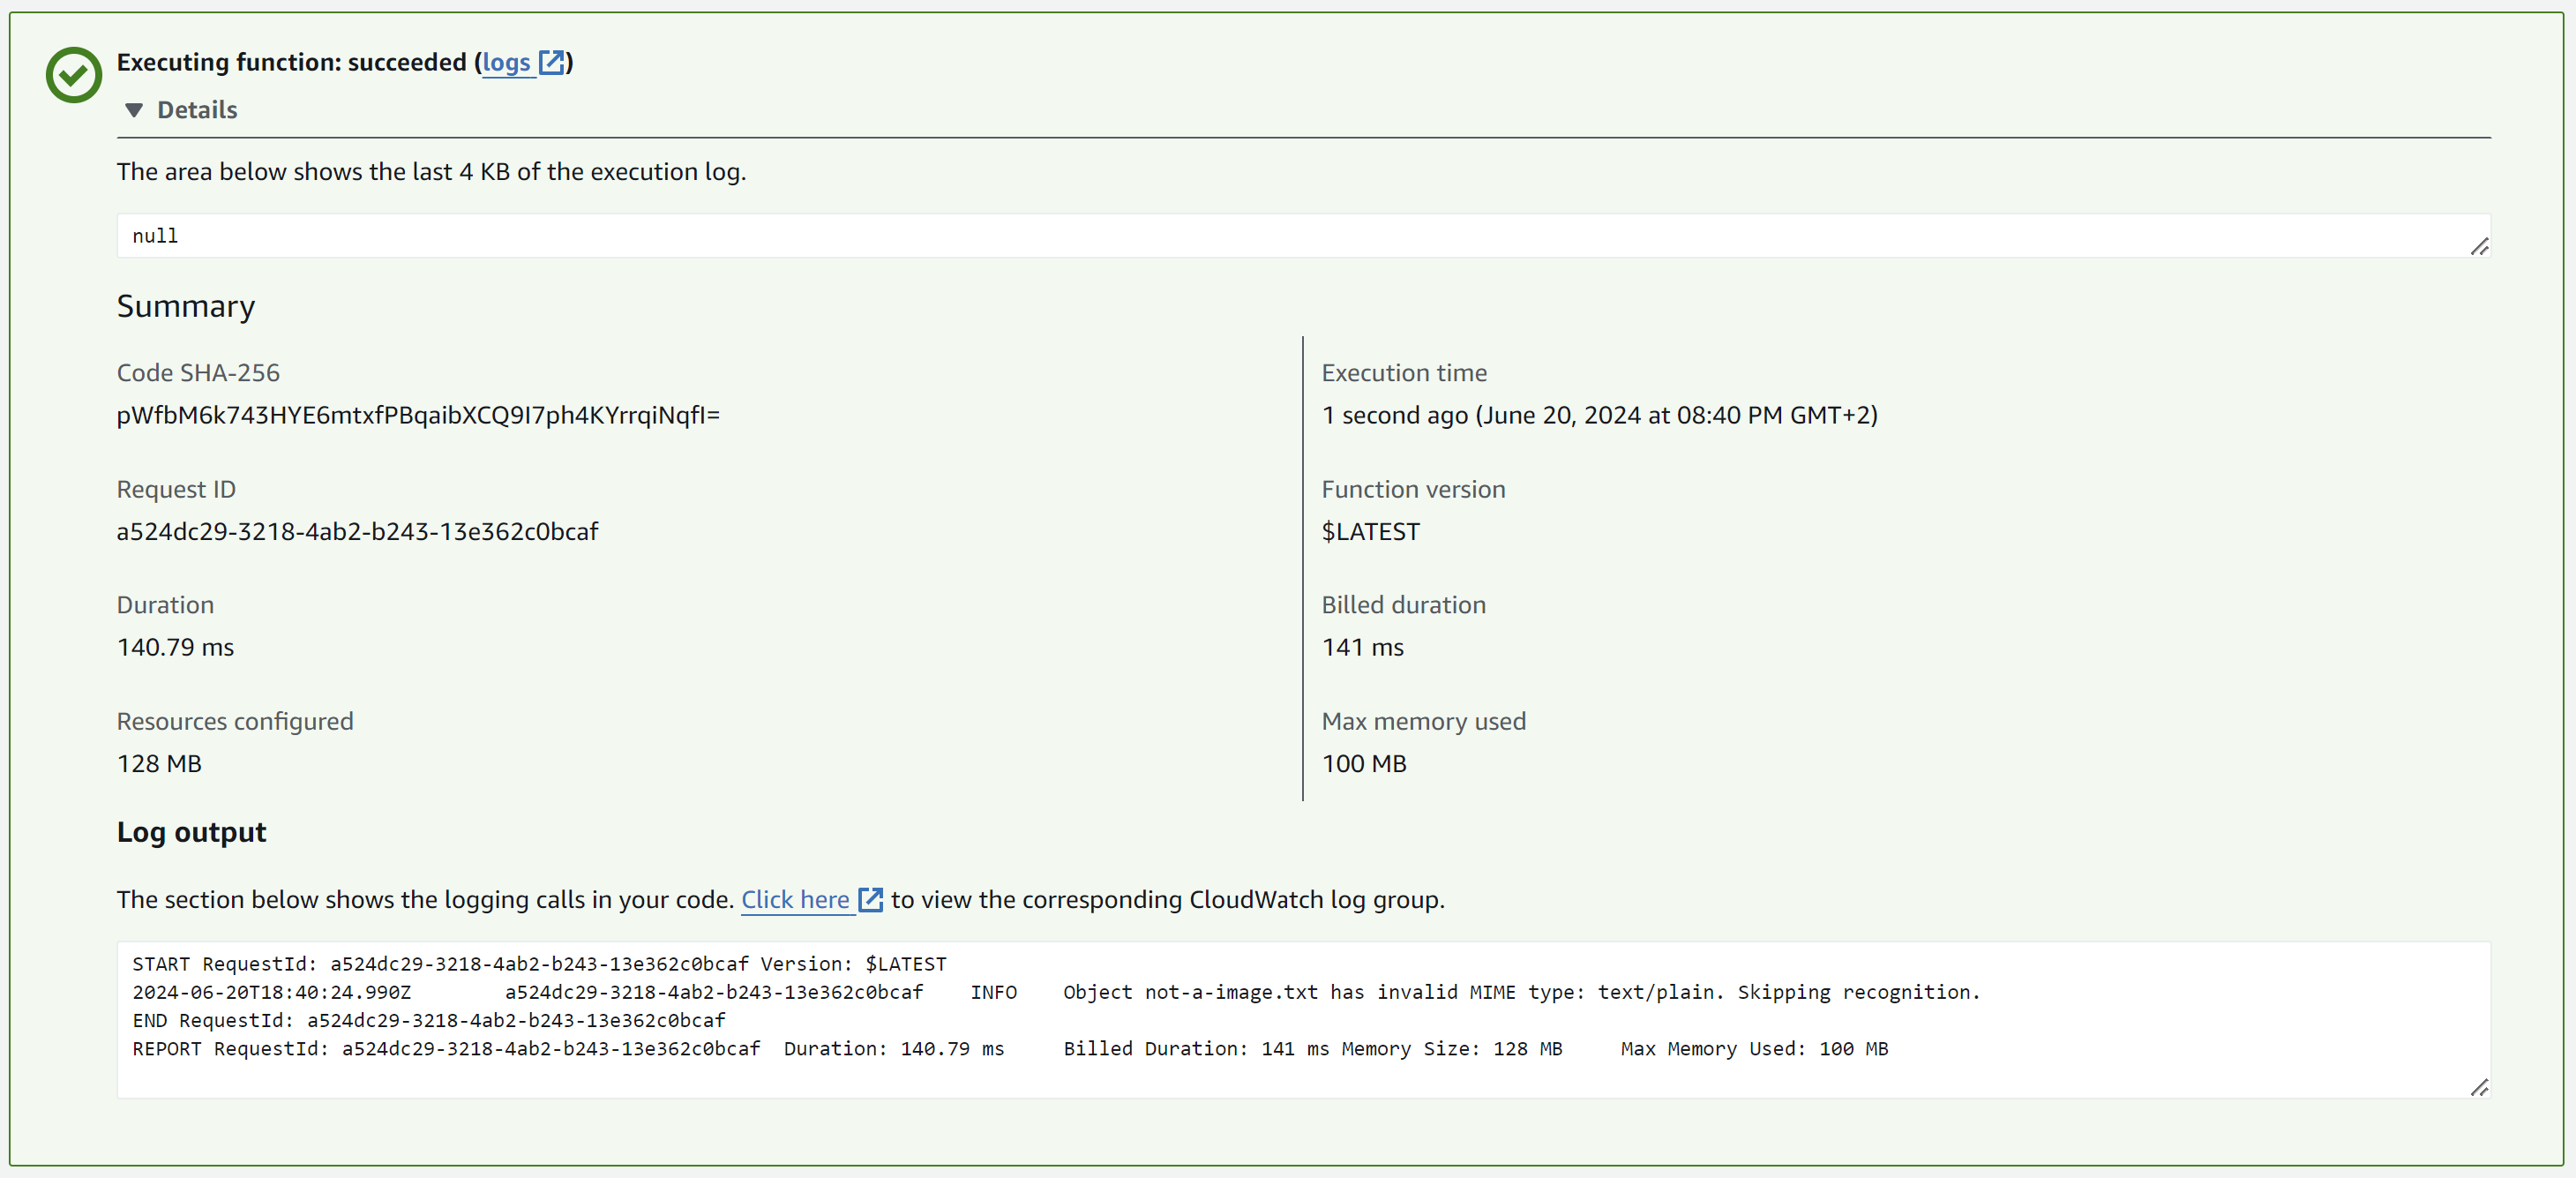 Executing function: succeeded (logs)
Details
The area below shows the last 4 KB of the execution log.
null
Summary
Code SHA-256
pWfbM6k743HYE6mtxfPBqaibXCQ9I7ph4KYrrqiNqfI=
Execution time
1 second ago (June 20, 2024 at 08:40 PM GMT+2)
Request ID
a524dc29-3218-4ab2-b243-13e362c0bcaf
Function version
$LATEST
Duration
140.79 ms
Billed duration
141 ms
Resources configured
128 MB
Max memory used
100 MB
Log output
The section below shows the logging calls in your code. Click here to view the corresponding CloudWatch log group.
START RequestId: a524dc29-3218-4ab2-b243-13e362c0bcaf Version: $LATEST
2024-06-20T18:40:24.990Z a524dc29-3218-4ab2-b243-13e362c0bcaf INFO Object not-a-image.txt has invalid MIME type: text/plain. Skipping recognition.
END RequestId: a524dc29-3218-4ab2-b243-13e362c0bcaf
REPORT RequestId: a524dc29-3218-4ab2-b243-13e362c0bcaf Duration: 140.79 ms Billed Duration: 141 ms Memory Size: 128 MB Max Memory Used: 100 MB